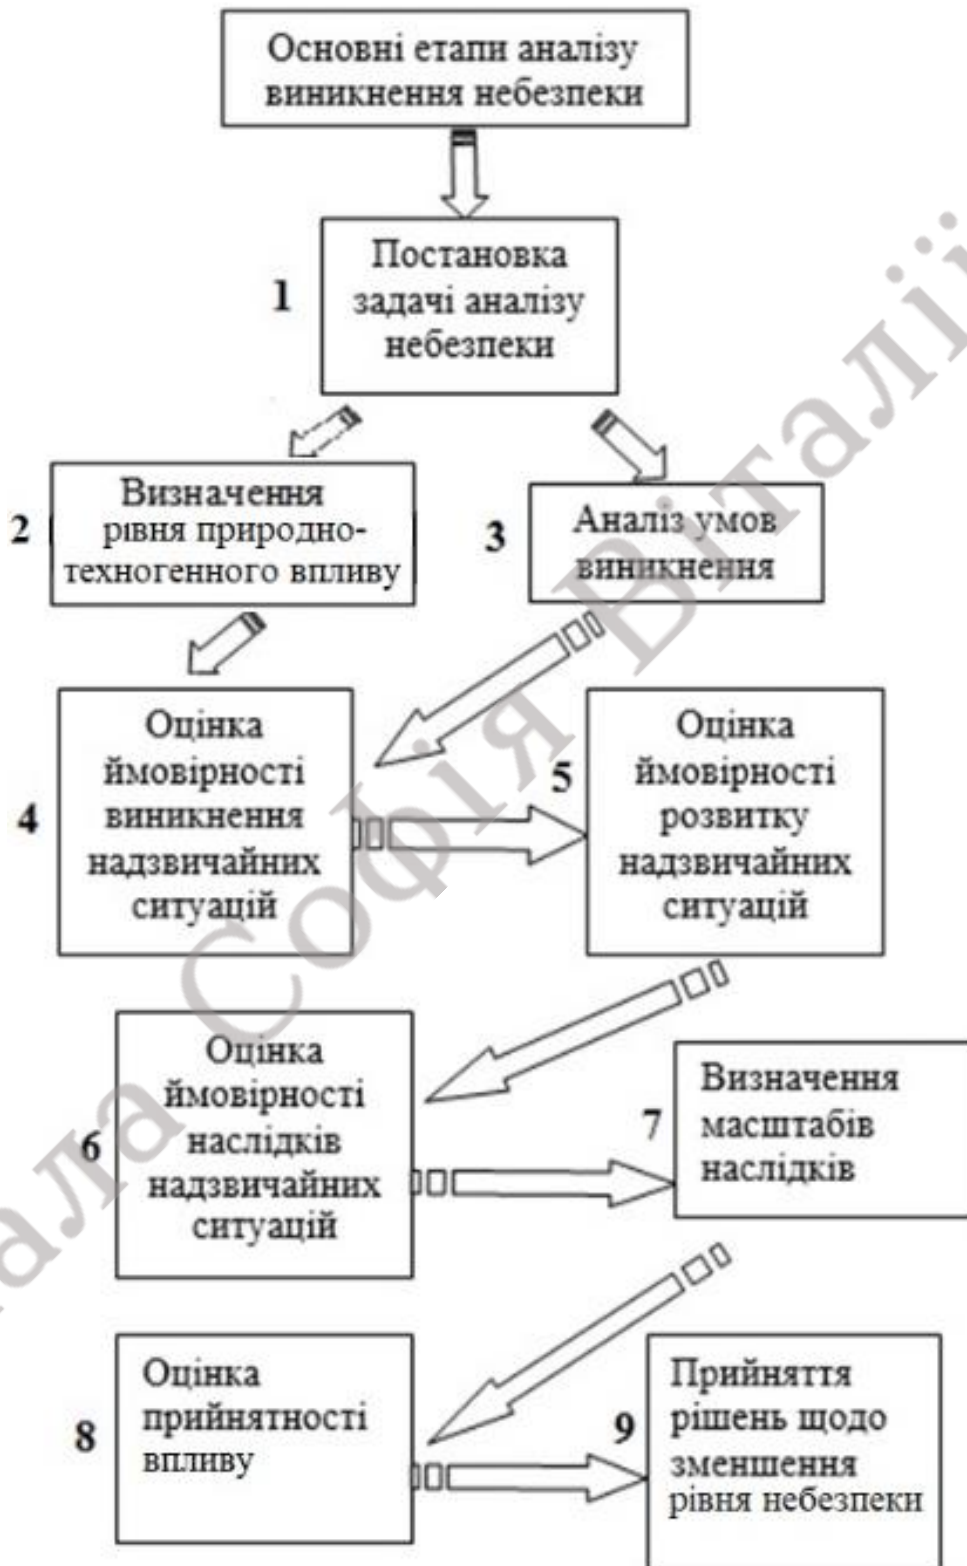 Основні етапи аналізу
виникнення небезпеки
1
Постановка
задачі аналізу
небезпеки
2
Визначення
рівня природно-
техногенного впливу
3
Аналіз умов
виникнення
4
Оцінка
ймовірності
виникнення
надзвичайних
ситуацій
5
Оцінка
ймовірності
розвитку
надзвичайних
ситуацій
6
Оцінка
ймовірності
наслідків
надзвичайних
ситуацій
7
Визначення
масштабів
наслідків
8
Оцінка
прийнятності
впливу
9
Прийняття
рішень щодо
зменшення
рівня небезпеки
Софія